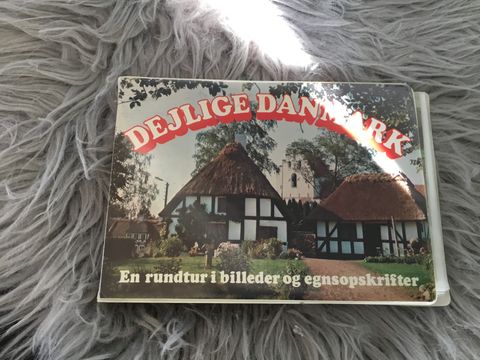 DEJLIGE DANMARK
En rundtur i billeder og egnsopskrifter